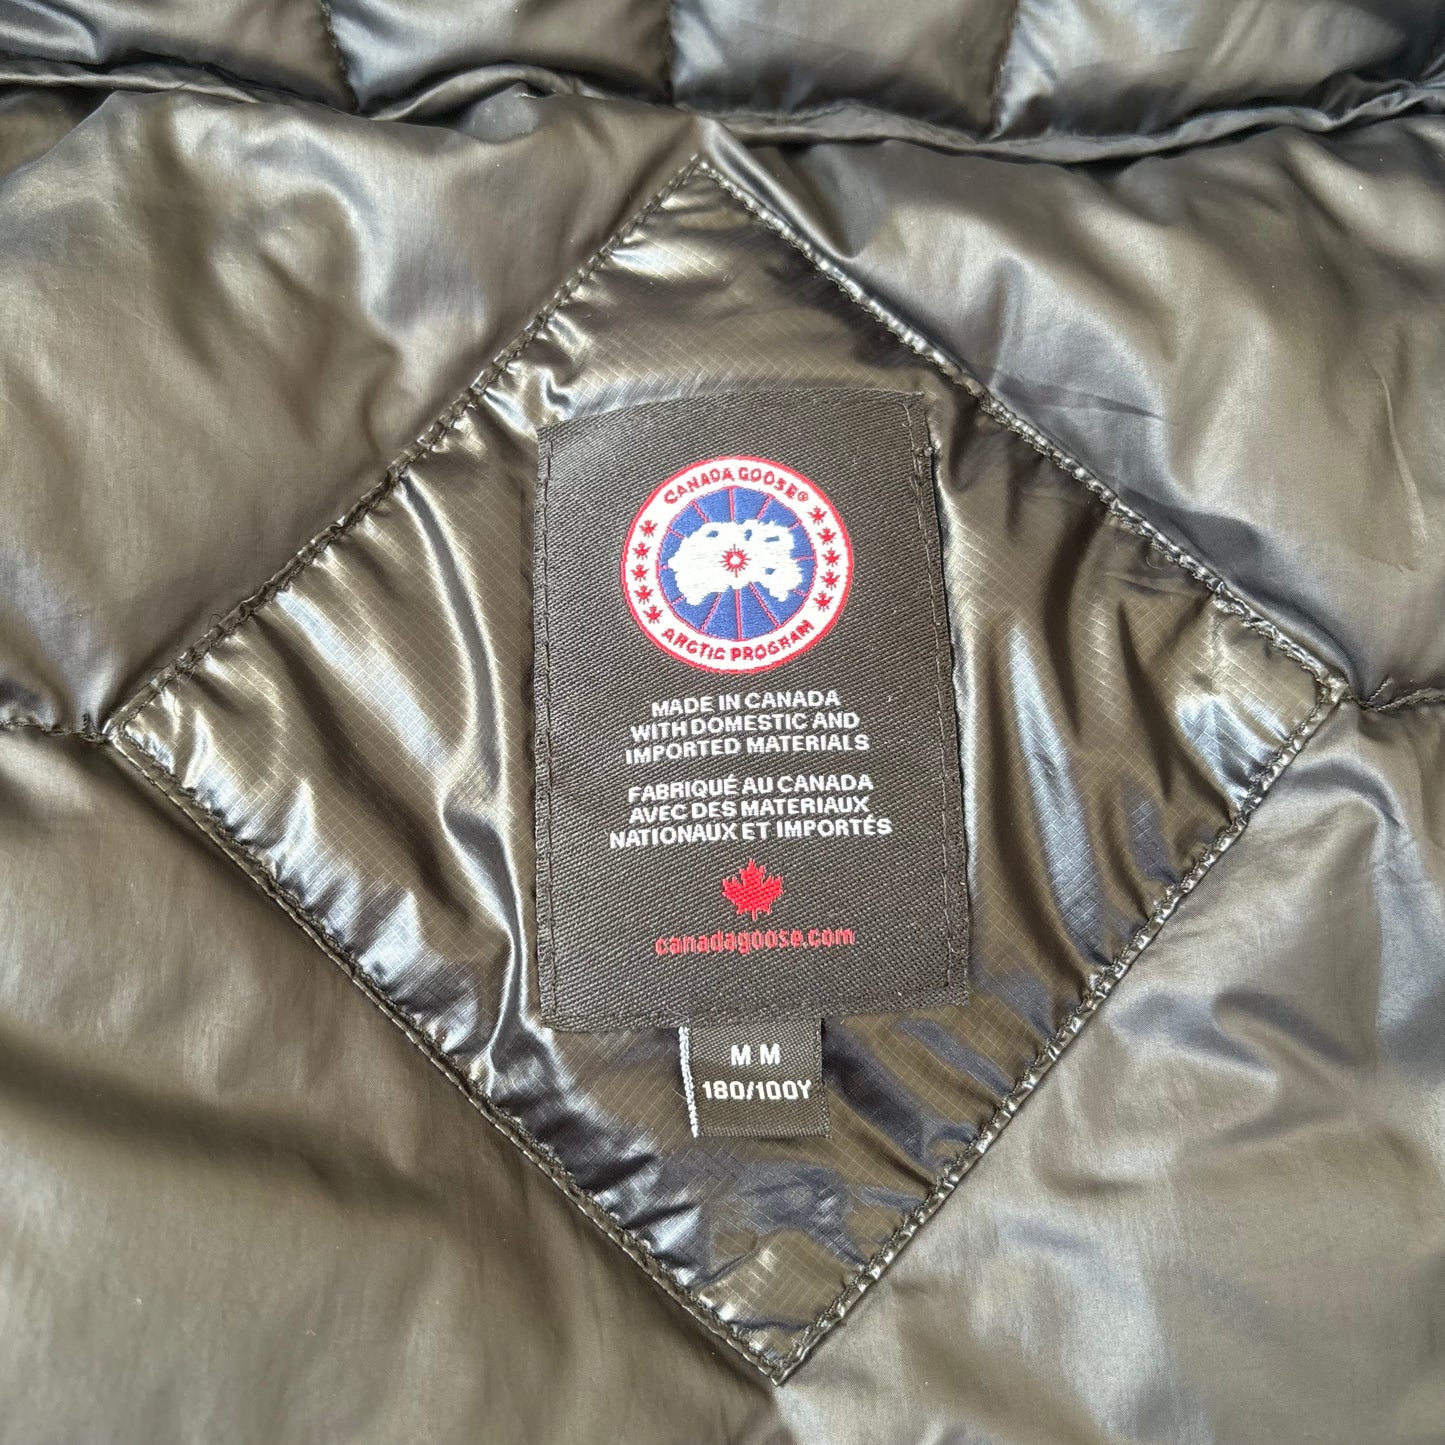 CANADA GOOSE®
ARCTIC PROGRAM
MADE IN CANADA
WITH DOMESTIC AND
IMPORTED MATERIALS
FABRIQUÉ AU CANADA
AVEC DES MATERIAUX
NATIONAUX ET IMPORTÉS
canadagoose.com
M M
180/100Y